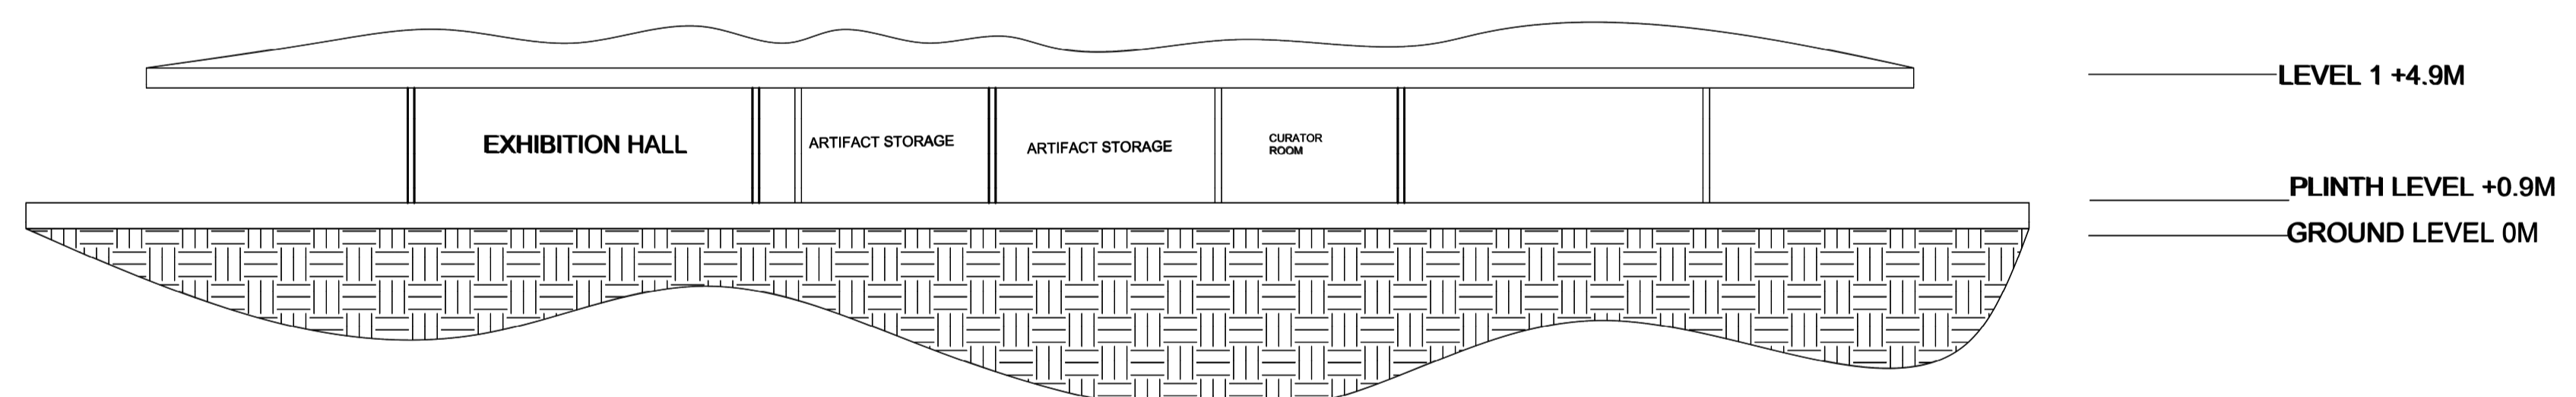 LEVEL 1 +4.9M
EXHIBITION HALL
ARTIFACT STORAGE
ARTIFACT STORAGE
CURATOR
ROOM
PLINTH LEVEL +0.9M
GROUND LEVEL 0M